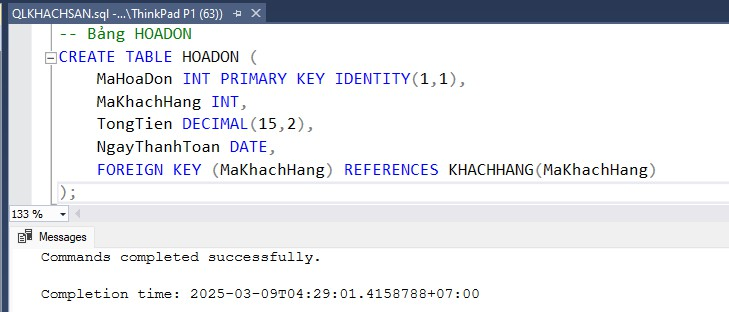 QLKHACHSAN.sql -...\ThinkPad P1 (63))
-- Bảng HOADON
CREATE TABLE HOADON (
MaHoaDon INT PRIMARY KEY IDENTITY(1,1),
MaKhachHang INT,
TongTien DECIMAL(15,2),
NgayThanhToan DATE,
FOREIGN KEY (MaKhachHang) REFERENCES KHACHHANG(MaKhachHang)
);
133 %
Messages
Commands completed successfully.
Completion time: 2025-03-09T04:29:01.4158788+07:00